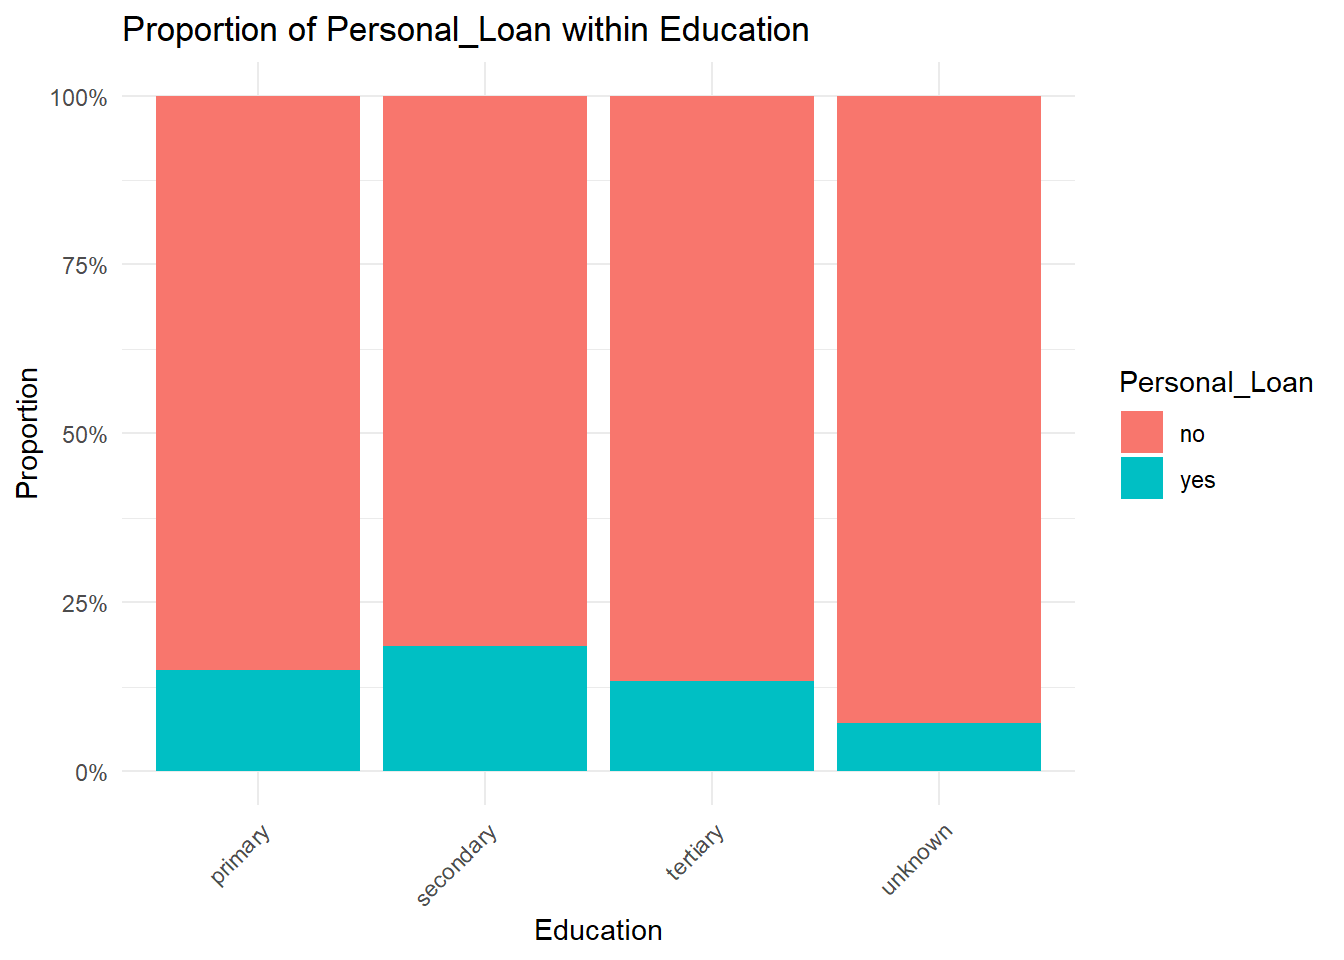 Proportion of Personal_Loan within Education
100%
75%
50%
25%
0%
Proportion
primary
secondary
tertiary
unknown
Education
Personal_Loan
no
yes